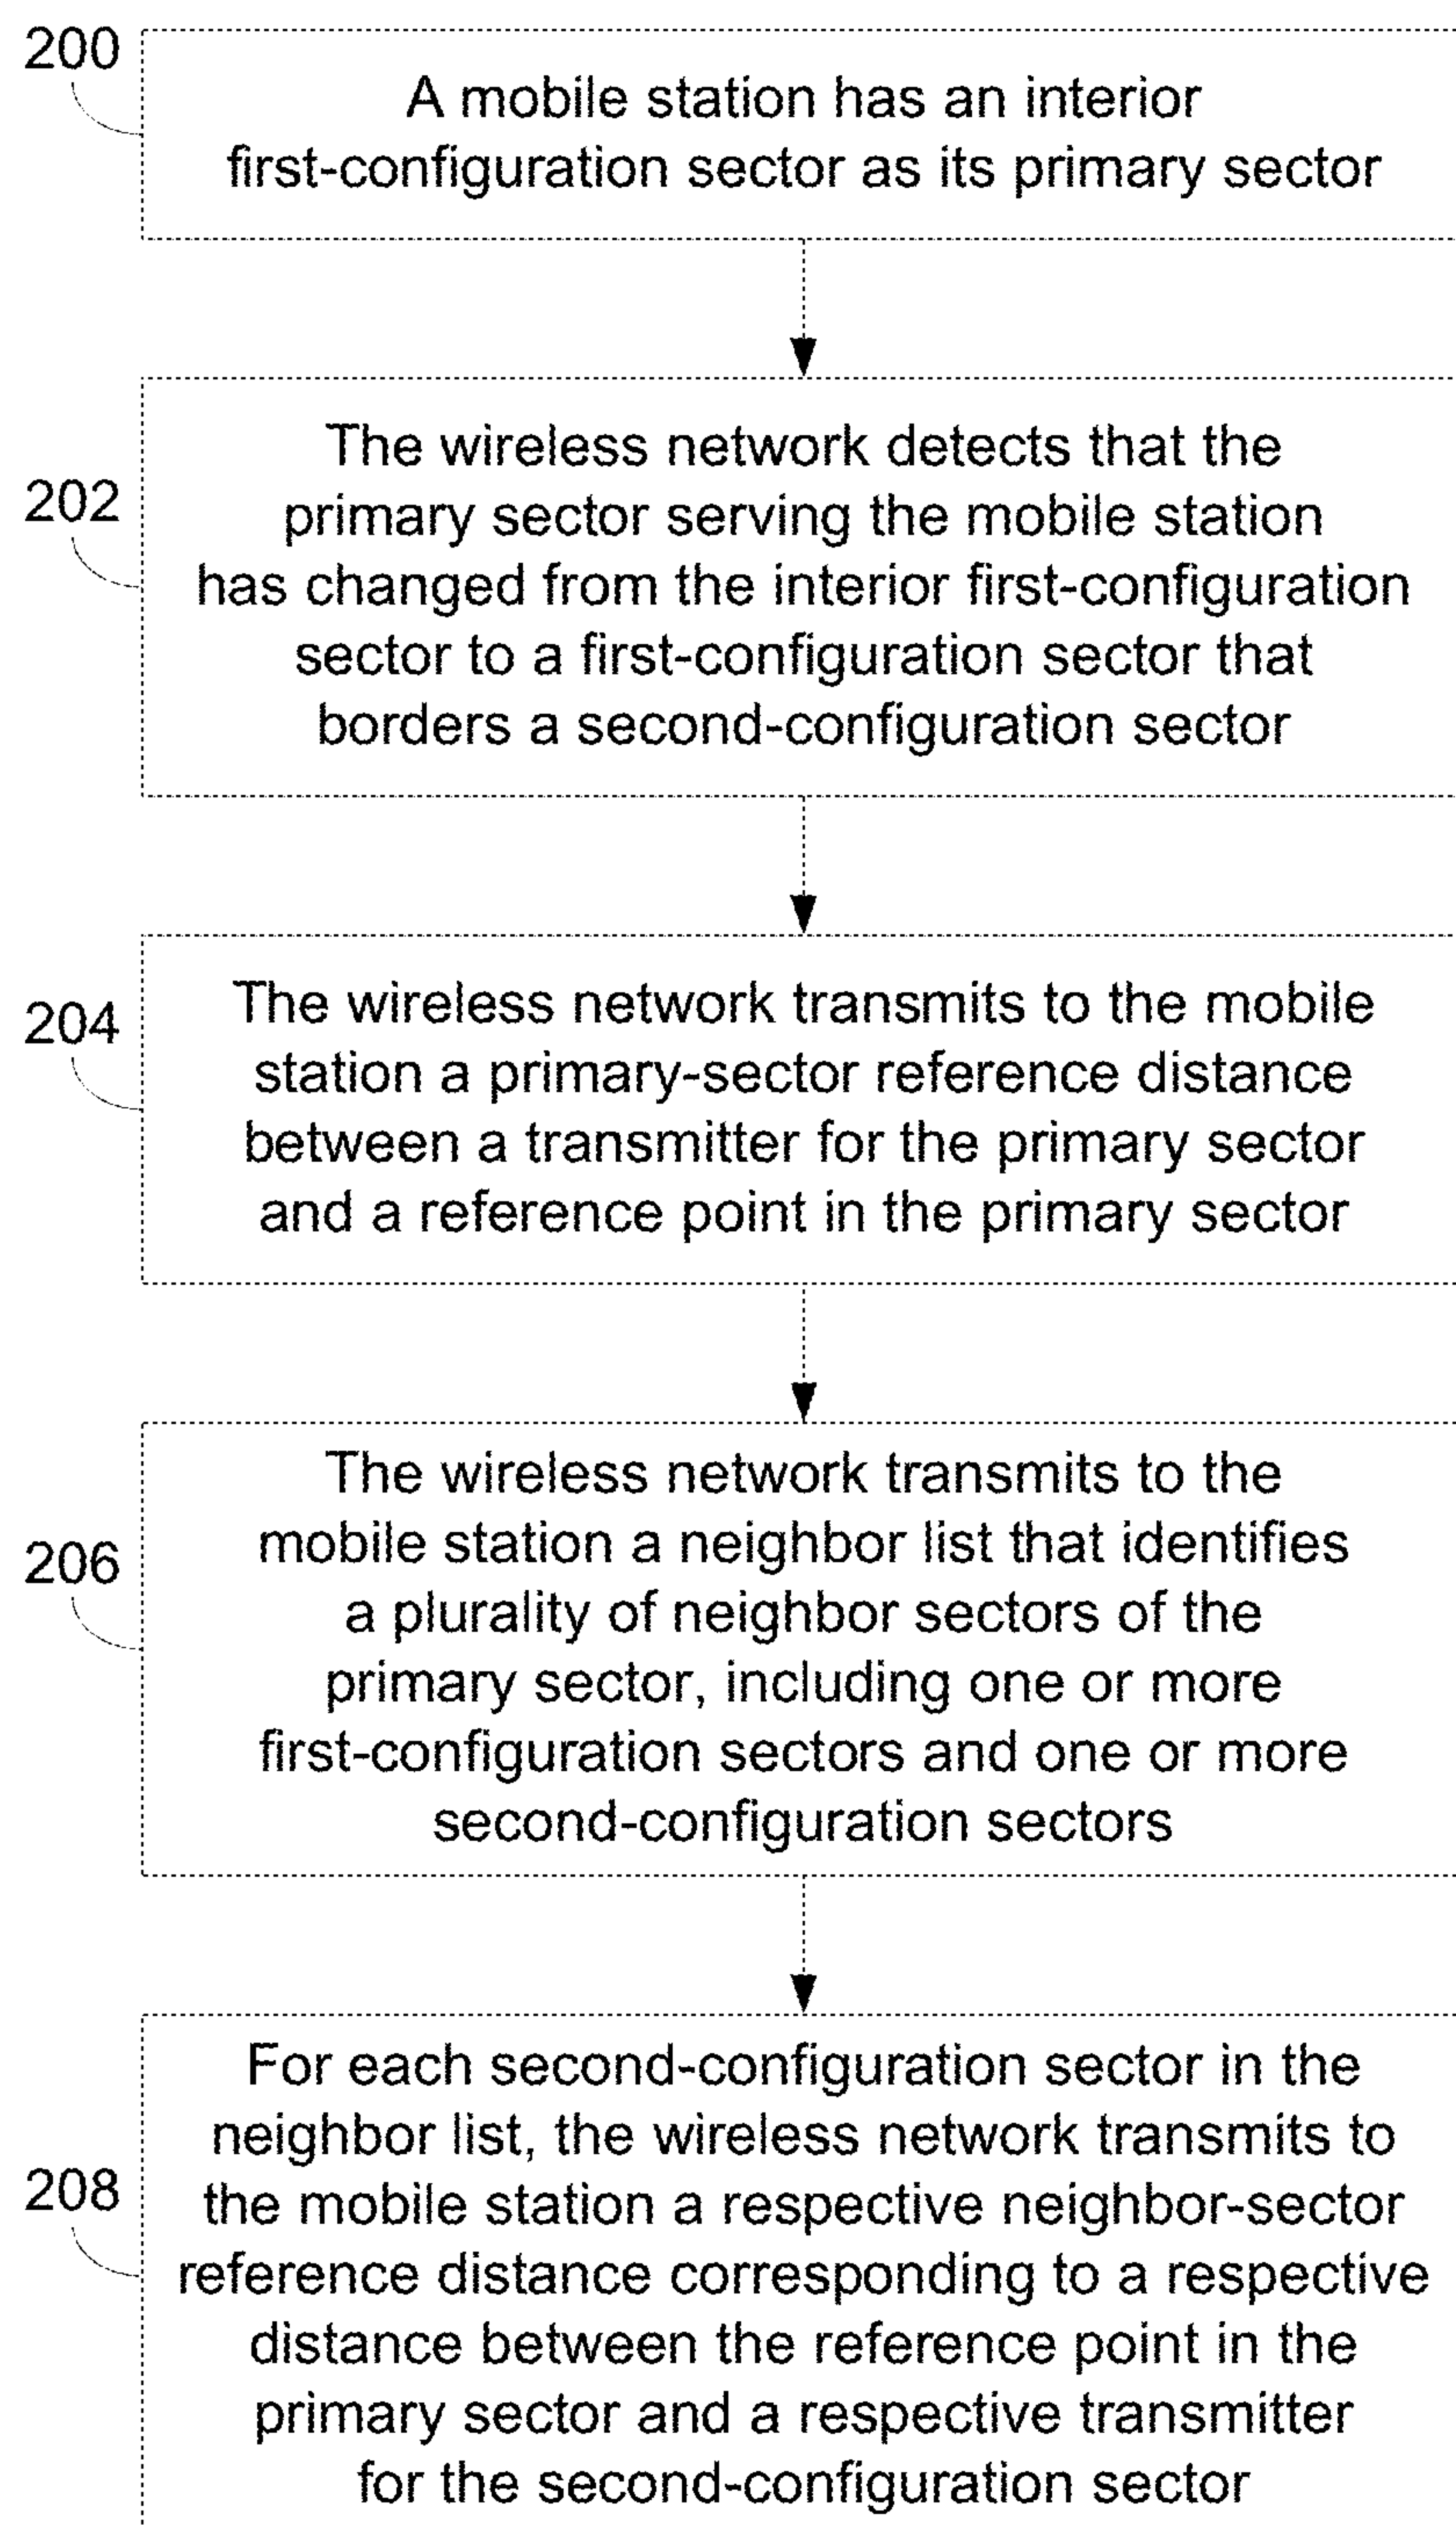 200
A mobile station has an interior
first-configuration sector as its primary sector
202
The wireless network detects that the
primary sector serving the mobile station
has changed from the interior first-configuration
sector to a first-configuration sector that
borders a second-configuration sector
204
The wireless network transmits to the mobile
station a primary-sector reference distance
between a transmitter for the primary sector
and a reference point in the primary sector
206
The wireless network transmits to the
mobile station a neighbor list that identifies
a plurality of neighbor sectors of the
primary sector, including one or more
first-configuration sectors and one or more
second-configuration sectors
208
For each second-configuration sector in the
neighbor list, the wireless network transmits to
the mobile station a respective neighbor-sector
reference distance corresponding to a respective
distance between the reference point in the
primary sector and a respective transmitter
for the second-configuration sector